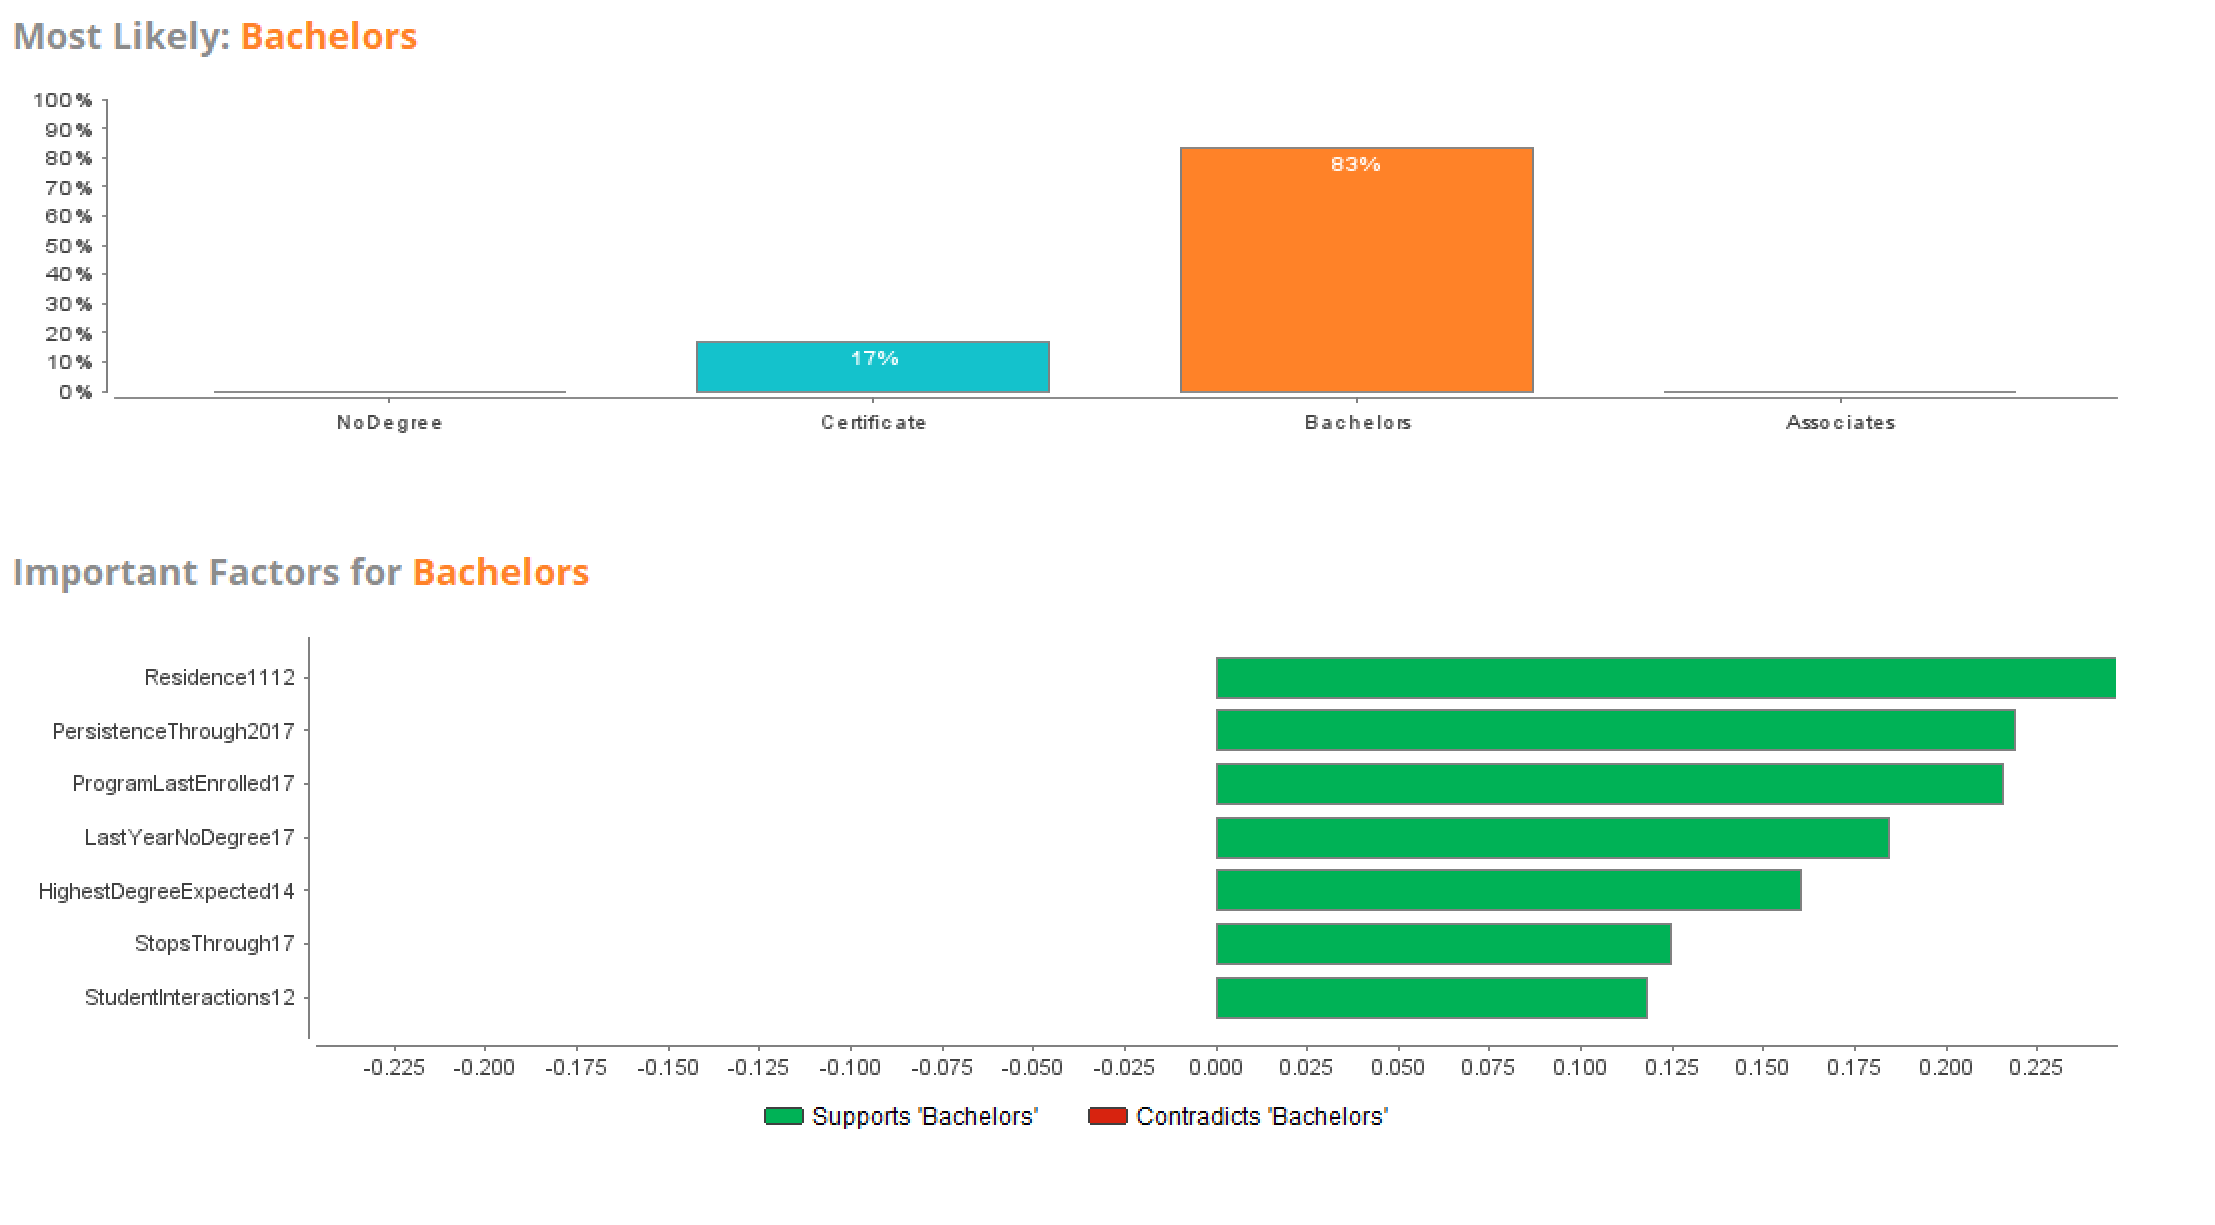 Most Likely: Bachelors
100%
90%
80%
70%
60%
50%
40%
30%
20%
10%
0%
17%
83%
NoDegree Certificate Bachelors Associates
Important Factors for Bachelors
Residence1112
PersistenceThrough2017
ProgramLastEnrolled17
LastYearNoDegree17
HighestDegreeExpected14
StopsThrough17
StudentInteractions12
-0.225 -0.200 -0.175 -0.150 -0.125 -0.100 -0.075 -0.050 -0.025 0.000 0.025 0.050 0.075 0.100 0.125 0.150 0.175 0.200 0.225
Supports 'Bachelors' Contradicts 'Bachelors'